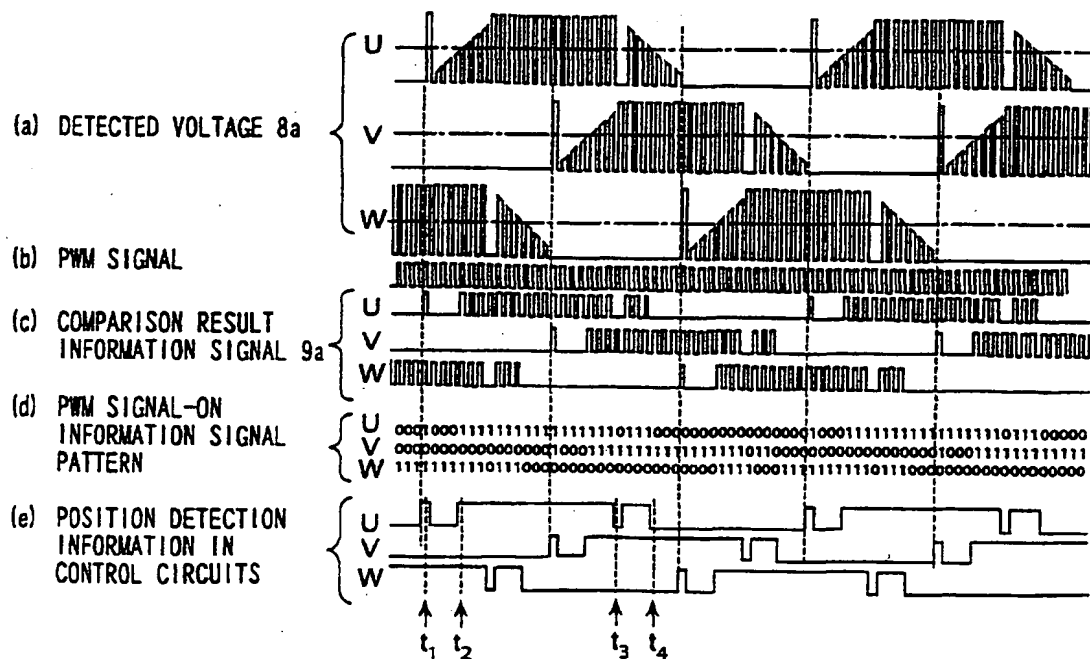 U
(a) DETECTED VOLTAGE 8a
V
W
(b) PWM SIGNAL
(c) COMPARISON RESULT
INFORMATION SIGNAL 9a
U
V
W
(d) PWM SIGNAL-ON
INFORMATION SIGNAL
PATTERN
U
V
W
(e) POSITION DETECTION
INFORMATION IN
CONTROL CIRCUITS
U
V
W
t1 t2 t3 t4